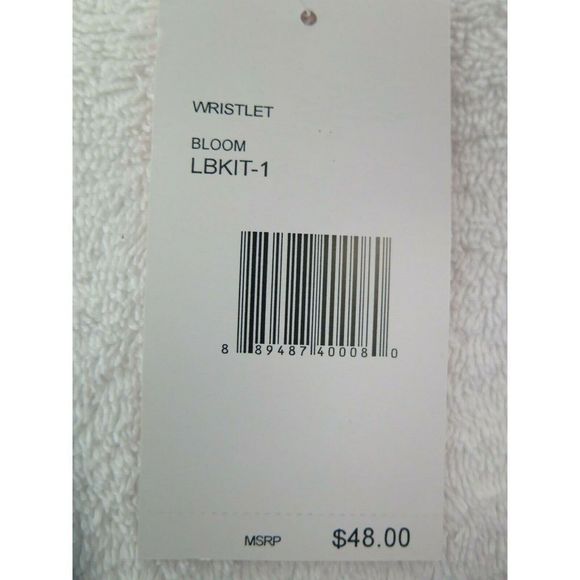 WRISTLET
BLOOM
LBKIT-1
8 89487 40008 0
MSRP $48.00